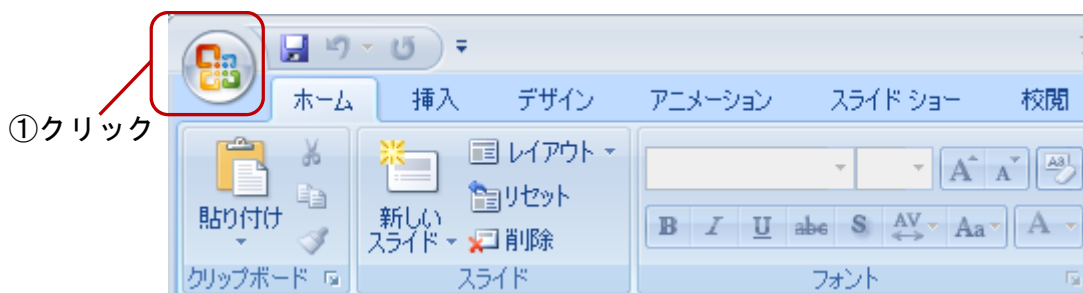 ①クリック
ホーム 挿入 デザイン アニメーション スライド ショー 校閲
貼り付け
クリップボード
新しい
スライド
レイアウト
リセット
削除
スライド
A A Aあ
B I U abe S AV Aa A
フォント